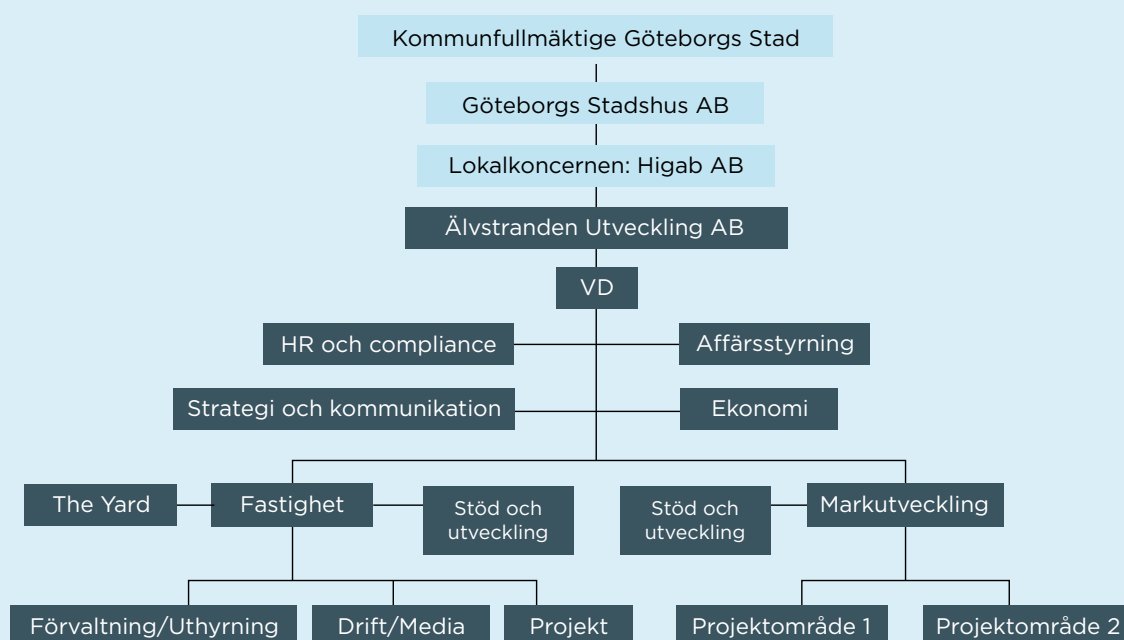 Kommunfullmäktige Göteborgs Stad
Göteborgs Stadshus AB
Lokalkoncernen: Higab AB
Älvstranden Utveckling AB
VD
HR och compliance
Affärsstyrning
Strategi och kommunikation
Ekonomi
The Yard
Fastighet
Stöd och
utveckling
Stöd och
utveckling
Markutveckling
Förvaltning/Uthyrning
Drift/Media
Projekt
Projektområde 1
Projektområde 2